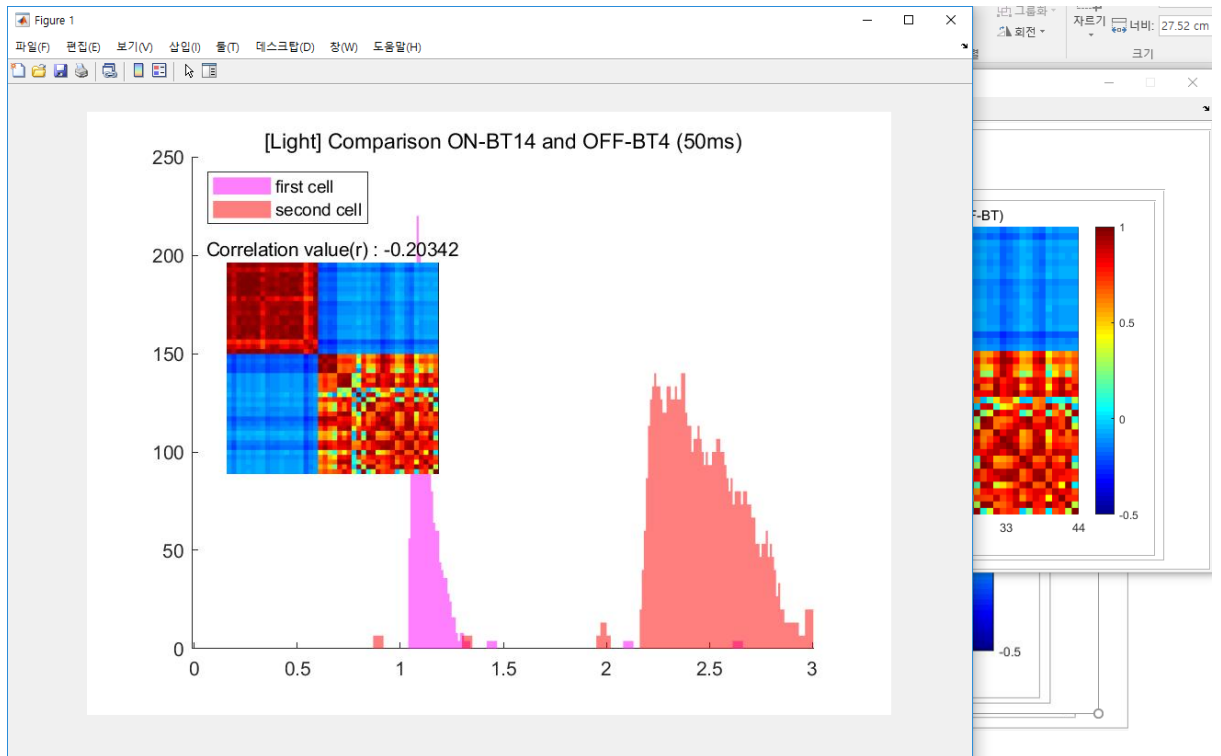 Figure 1
파일(F) 편집(E) 보기(V) 삽입(I) 툴(T) 데스크탑(D) 창(W) 도움말(H)
[Light] Comparison ON-BT14 and OFF-BT4 (50ms)
first cell
second cell
Correlation value(r) : -0.20342
250
200
150
100
50
0
0 0.5 1 1.5 2 2.5 3
그룹화
회전
자르기
너비: 27.52 cm
크기
-BT)
1
0.5
0
-0.5
33 44
-0.5